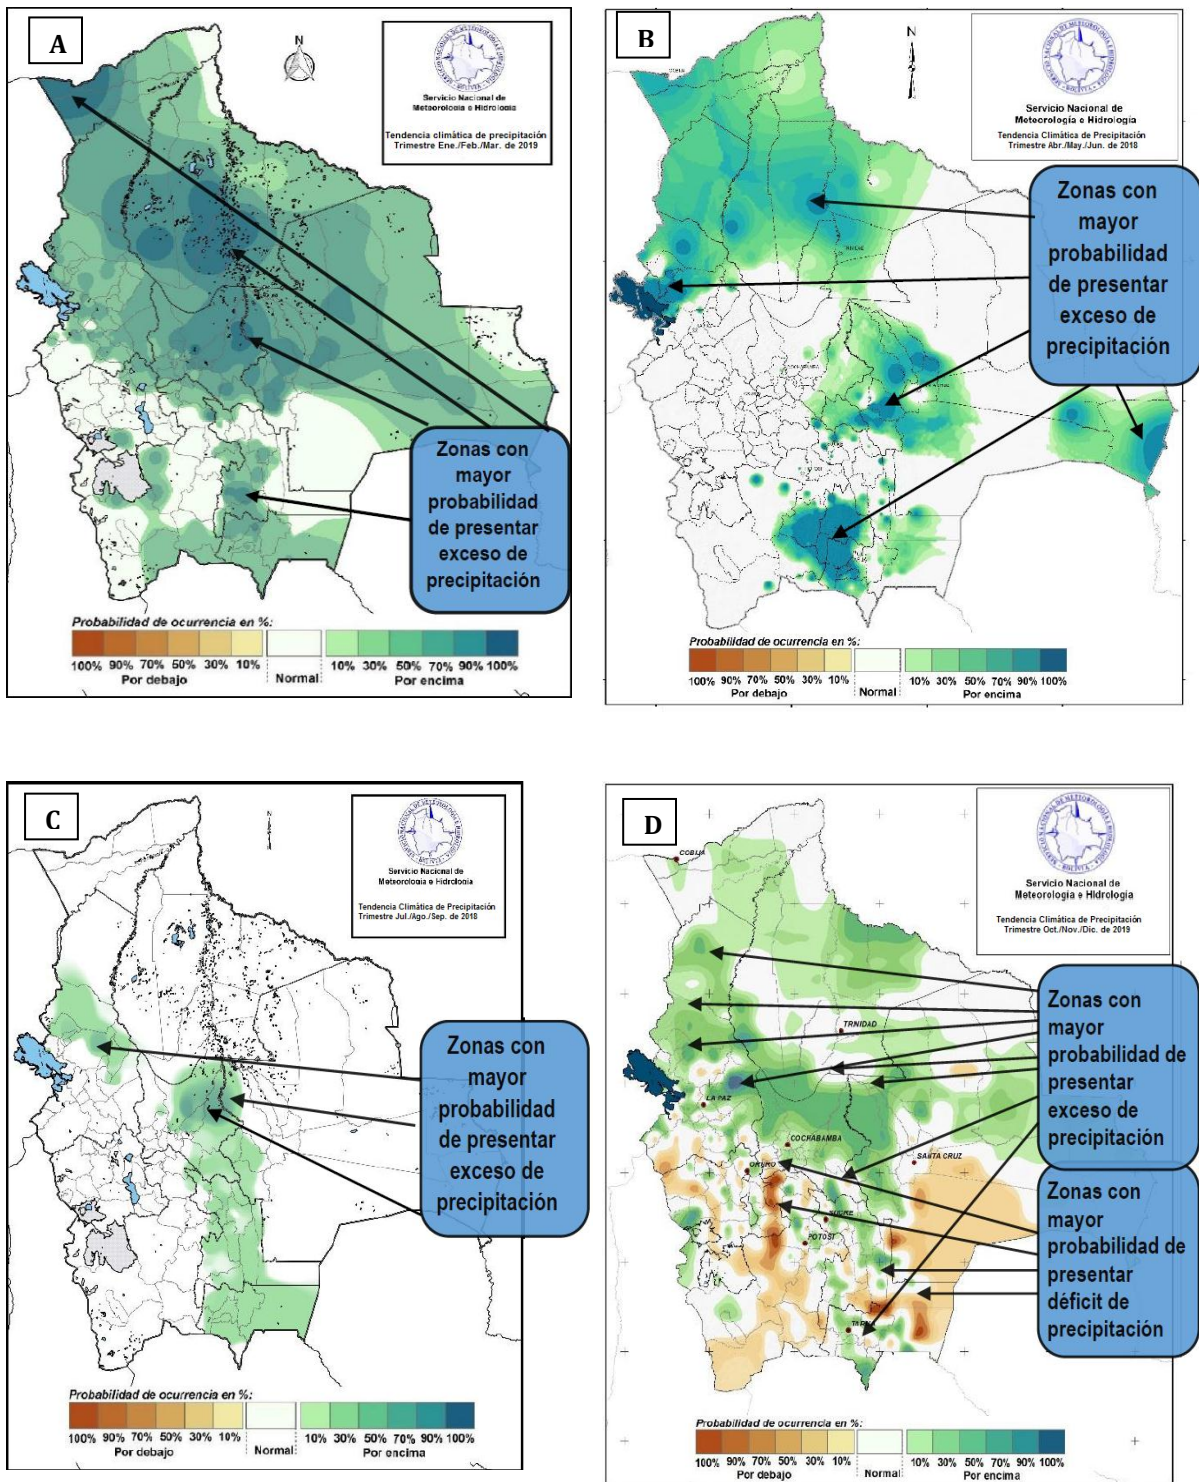 A
N
SERVICIO NACIONAL DE METEOROLOGIA E HIDROLOGIA
BOLIVIA
Servicio Nacional de
Meteorología e Hidrología
Tendencia climática de precipitación
Trimestre Ene./Feb./Mar. de 2019
Zonas con
mayor
probabilidad
de presentar
exceso de
precipitación
Probabilidad de ocurrencia en %:
100% 90% 70% 50% 30% 10%
10% 30% 50% 70% 90% 100%
Por debajo
Normal
Por encima
B
N
Servicio Nacional de
Meteorología e Hidrología
Tendencia Climática de Precipitación
Trimestre Abr./May./Jun. de 2018
Zonas con
mayor
probabilidad
de presentar
exceso de
precipitación
Probabilidad de ocurrencia en %:
100% 90% 70% 50% 30% 10%
10% 30% 50% 70% 90% 100%
Por debajo
Normal
Por encima
C
Servicio Nacional de
Meteorología e Hidrología
Tendencia Climática de Precipitación
Trimestre Jul./Ago./Sep. de 2018
Zonas con
mayor
probabilidad
de presentar
exceso de
precipitación
Probabilidad de ocurrencia en %:
100% 90% 70% 50% 30% 10%
10% 30% 50% 70% 90% 100%
Por debajo
Normal
Por encima
D
Servicio Nacional de
Meteorología e Hidrología
Tendencia Climática de Precipitación
Trimestre Oct./Nov./Dic. de 2019
COBIJA
TRNIDAD
LA PAZ
COCHABAMBA
ORURO
SANTA CRUZ
SUCRE
POTOSI
TARIJA
Zonas con
mayor
probabilidad de
presentar
exceso de
precipitación
Zonas con
mayor
probabilidad de
presentar
déficit de
precipitación
Probabilidad de ocurrencia en %:
100% 90% 70% 50% 30% 10%
10% 30% 50% 70% 90% 100%
Por debajo
Normal
Por encima